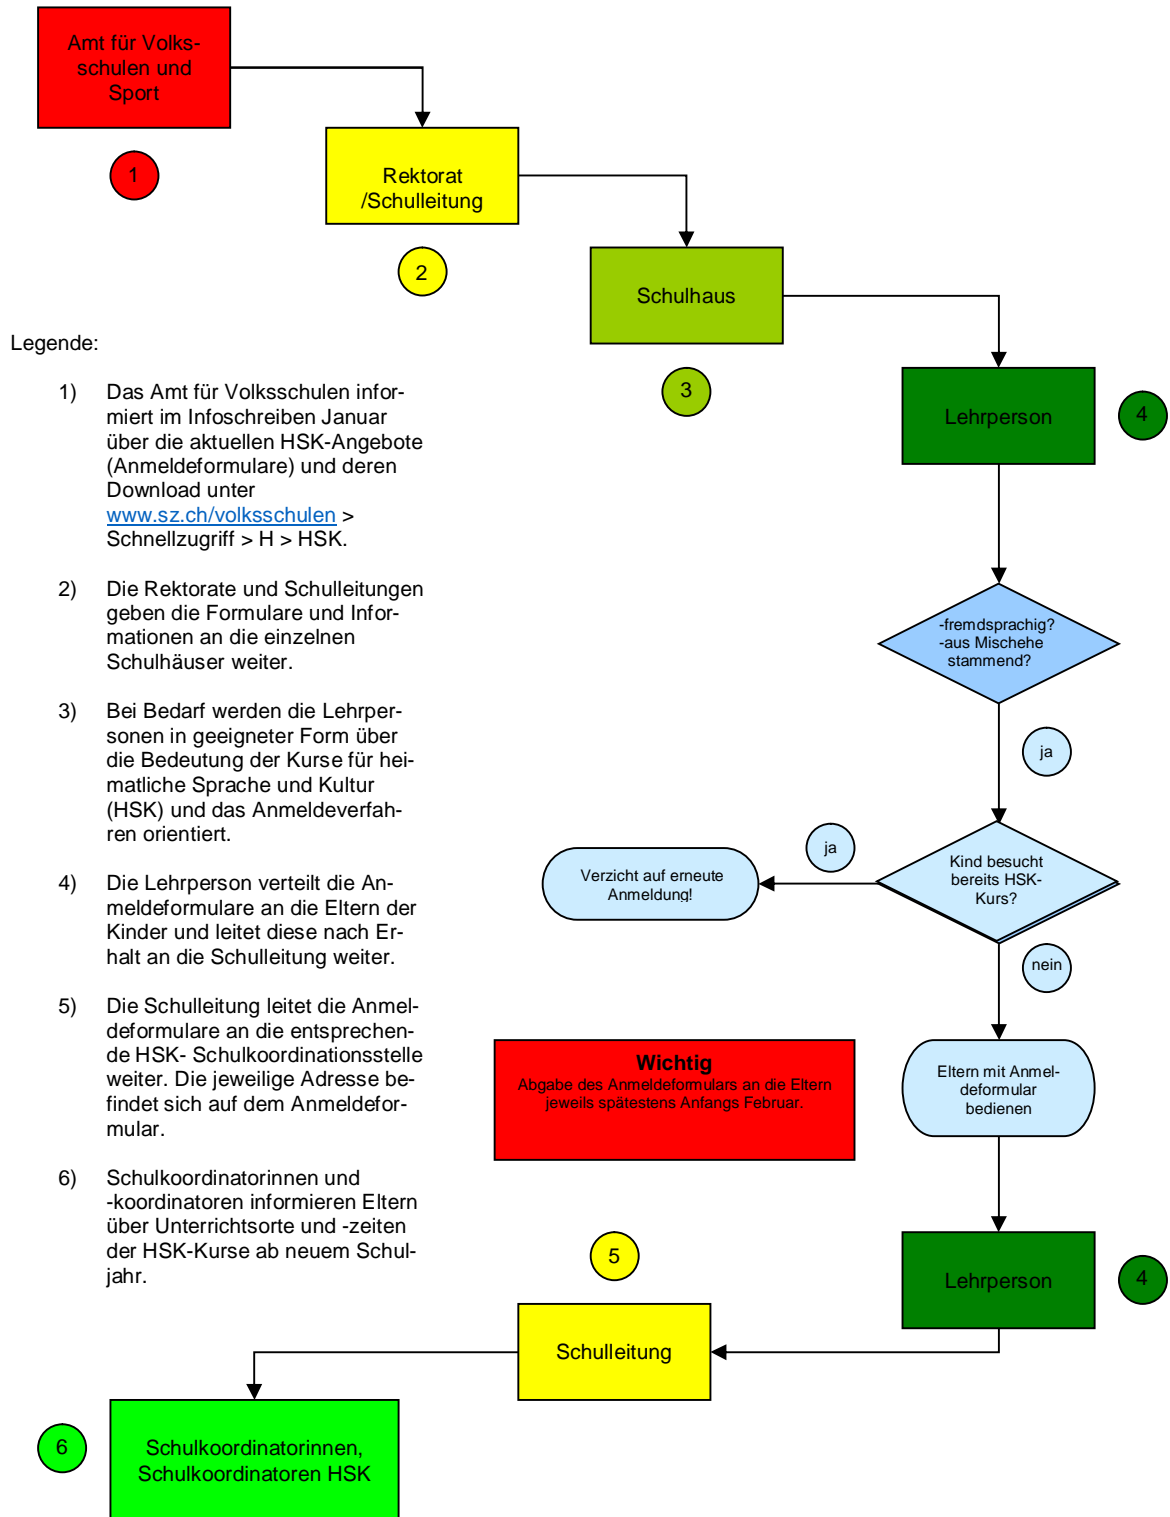 Amt für Volks-
schulen und
Sport
1
Rektorat
/Schulleitung
2
Schulhaus
3
Lehrperson
4
Legende:
1) Das Amt für Volksschulen infor-
miert im Infoschreiben Januar
über die aktuellen HSK-Angebote
(Anmeldeformulare) und deren
Download unter
www.sz.ch/volksschulen >
Schnellzugriff > H > HSK.
2) Die Rektorate und Schulleitungen
geben die Formulare und Infor-
mationen an die einzelnen
Schulhäuser weiter.
3) Bei Bedarf werden die Lehrper-
sonen in geeigneter Form über
die Bedeutung der Kurse für hei-
matliche Sprache und Kultur
(HSK) und das Anmeldeverfah-
ren orientiert.
4) Die Lehrperson verteilt die An-
meldeformulare an die Eltern der
Kinder und leitet diese nach Er-
halt an die Schulleitung weiter.
5) Die Schulleitung leitet die Anmel-
deformulare an die entsprechen-
de HSK- Schulkoordinationsstelle
weiter. Die jeweilige Adresse be-
findet sich auf dem Anmeldefor-
mular.
6) Schulkoordinatorinnen und
-koordinatoren informieren Eltern
über Unterrichtsorte und -zeiten
der HSK-Kurse ab neuem Schul-
jahr.
-fremdsprachig?
-aus Mischehe
stammend?
ja
Kind besucht
bereits HSK-
Kurs?
ja
Verzicht auf erneute
Anmeldung!
nein
Eltern mit Anmel-
deformular
bedienen
Wichtig
Abgabe des Anmeldeformulars an die Eltern
jeweils spätestens Anfangs Februar.
Lehrperson
4
5
Schulleitung
6
Schulkoordinatorinnen,
Schulkoordinatoren HSK